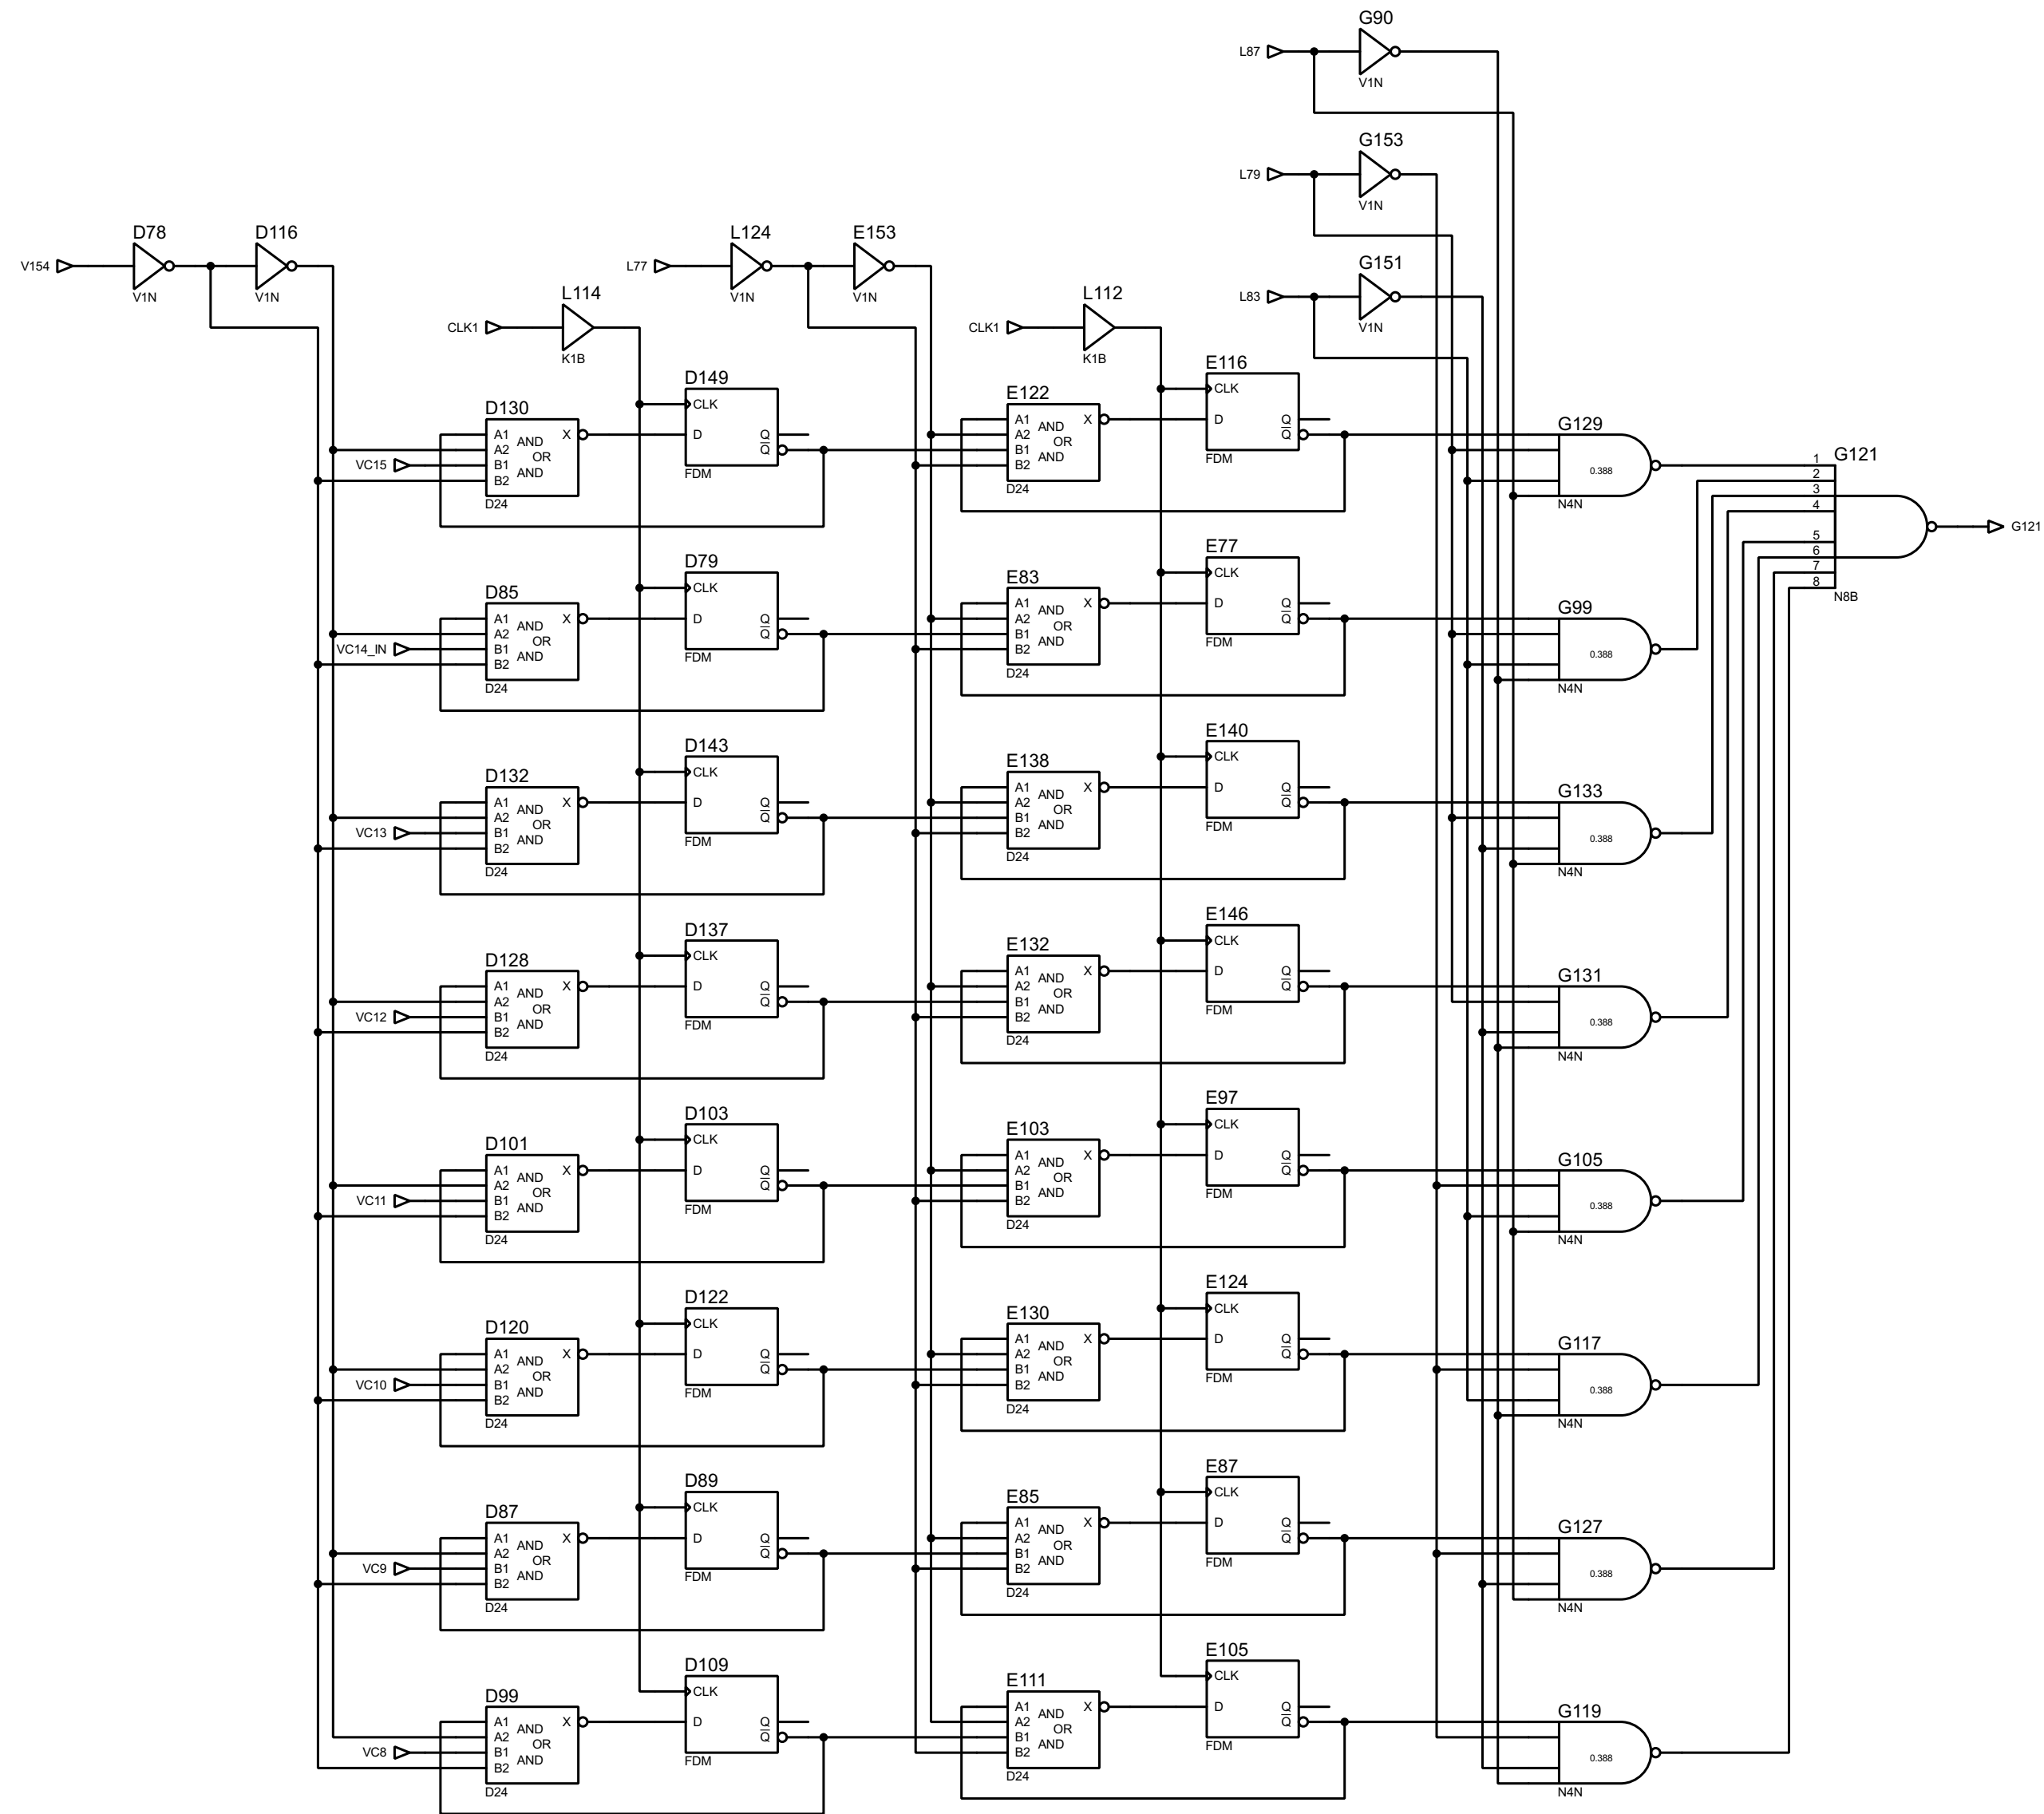 G90
L87
V1N
G153
L79
V1N
D78
D116
L124
E153
G151
V154
L77
L83
V1N
V1N
V1N
V1N
V1N
L114
L112
CLK1
CLK1
K1B
K1B
D149
E116
D130
CLK
E122
CLK
G129
A1 AND X
D Q
A1 AND X
D Q
A2 OR
Q
A2 OR
Q
VC15
B1 AND
B1 AND
0.388
B2
FDM
B2
FDM
D24
D24
N4N
1 G121
2
3
4
5
6
7
8
N8B
G121
D79
E77
D85
CLK
E83
CLK
G99
A1 AND X
D Q
A1 AND X
D Q
A2 OR
Q
A2 OR
Q
VC14_IN
B1 AND
B1 AND
0.388
B2
FDM
B2
FDM
D24
D24
N4N
D143
E140
D132
CLK
E138
CLK
G133
A1 AND X
D Q
A1 AND X
D Q
A2 OR
Q
A2 OR
Q
VC13
B1 AND
B1 AND
0.388
B2
FDM
B2
FDM
D24
D24
N4N
D137
E146
D128
CLK
E132
CLK
G131
A1 AND X
D Q
A1 AND X
D Q
A2 OR
Q
A2 OR
Q
VC12
B1 AND
B1 AND
0.388
B2
FDM
B2
FDM
D24
D24
N4N
D103
E97
D101
CLK
E103
CLK
G105
A1 AND X
D Q
A1 AND X
D Q
A2 OR
Q
A2 OR
Q
VC11
B1 AND
B1 AND
0.388
B2
FDM
B2
FDM
D24
D24
N4N
D122
E124
D120
CLK
E130
CLK
G117
A1 AND X
D Q
A1 AND X
D Q
A2 OR
Q
A2 OR
Q
VC10
B1 AND
B1 AND
0.388
B2
FDM
B2
FDM
D24
D24
N4N
D89
E87
D87
CLK
E85
CLK
G127
A1 AND X
D Q
A1 AND X
D Q
A2 OR
Q
A2 OR
Q
VC9
B1 AND
B1 AND
0.388
B2
FDM
B2
FDM
D24
D24
N4N
D109
E105
D99
CLK
E111
CLK
G119
A1 AND X
D Q
A1 AND X
D Q
A2 OR
Q
A2 OR
Q
VC8
B1 AND
B1 AND
0.388
B2
FDM
B2
FDM
D24
D24
N4N